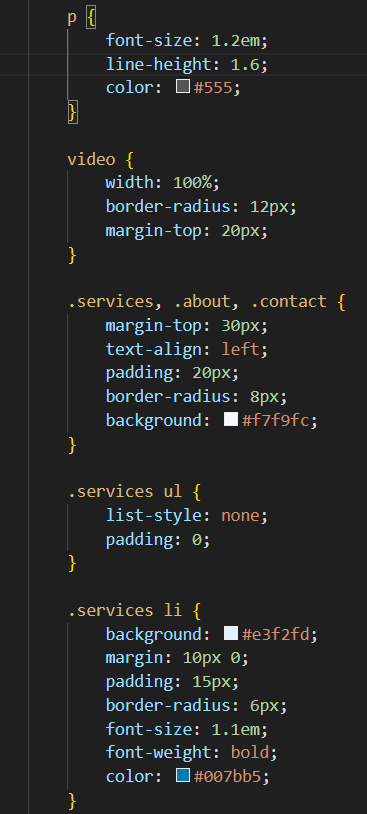 p {
font-size: 1.2em;
line-height: 1.6;
color: #555;
}
video {
width: 100%;
border-radius: 12px;
margin-top: 20px;
}
.services, .about, .contact {
margin-top: 30px;
text-align: left;
padding: 20px;
border-radius: 8px;
background: #f7f9fc;
}
.services ul {
list-style: none;
padding: 0;
}
.services li {
background: #e3f2fd;
margin: 10px 0;
padding: 15px;
border-radius: 6px;
font-size: 1.1em;
font-weight: bold;
color: #007bb5;
}